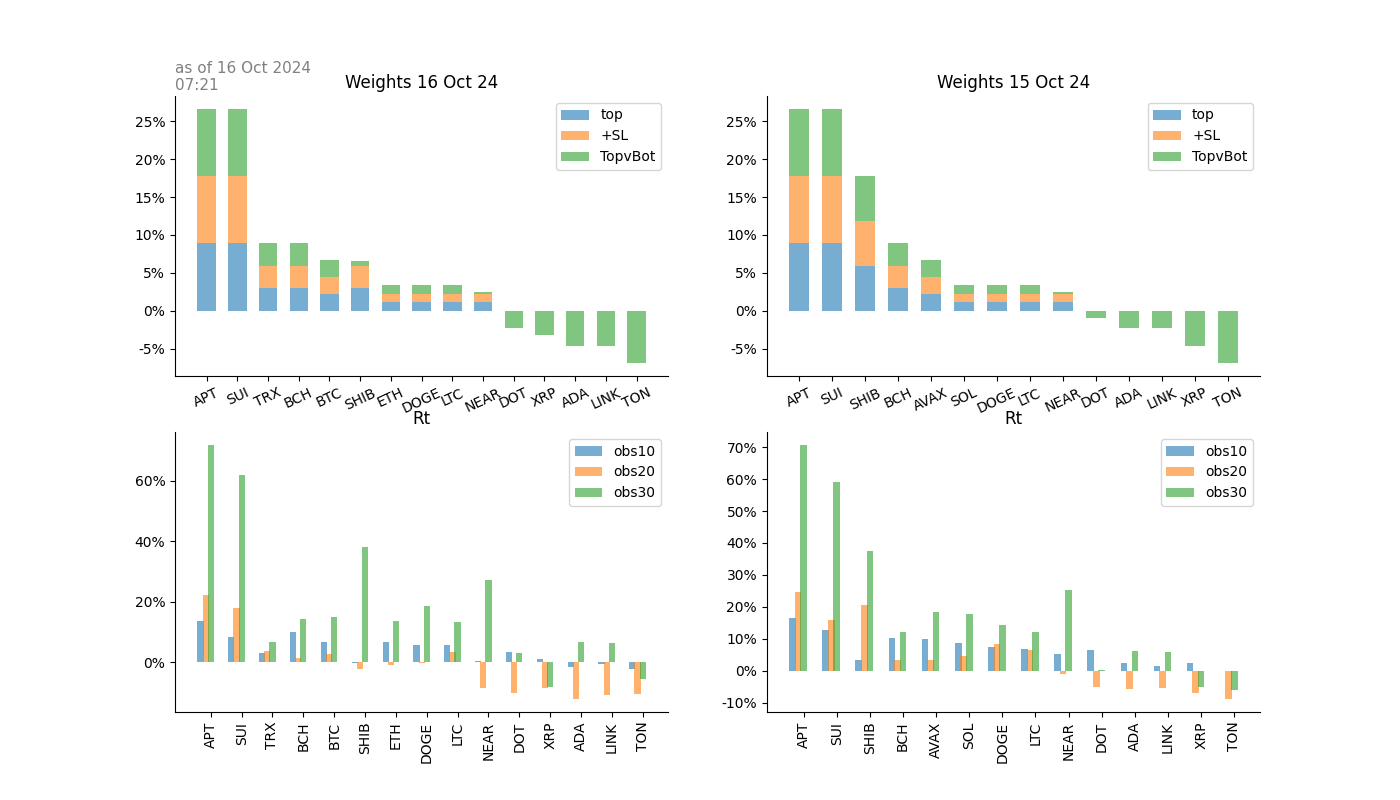 as of 16 Oct 2024
07:21
Weights 16 Oct 24
25%
20%
15%
10%
5%
0%
-5%
top
+SL
TopvBot
APT SUI TRX BCH BTC SHIB ETH DOGE LTC NEAR DOT XRP ADA LINK TON
Weights 15 Oct 24
25%
20%
15%
10%
5%
0%
-5%
top
+SL
TopvBot
APT SUI SHIB BCH AVAX SOL DOGE LTC NEAR DOT ADA LINK XRP TON
Rt
60%
40%
20%
0%
obs10
obs20
obs30
APT SUI TRX BCH BTC SHIB ETH DOGE LTC NEAR DOT XRP ADA LINK TON
Rt
70%
60%
50%
40%
30%
20%
10%
0%
-10%
obs10
obs20
obs30
APT SUI SHIB BCH AVAX SOL DOGE LTC NEAR DOT ADA LINK XRP TON